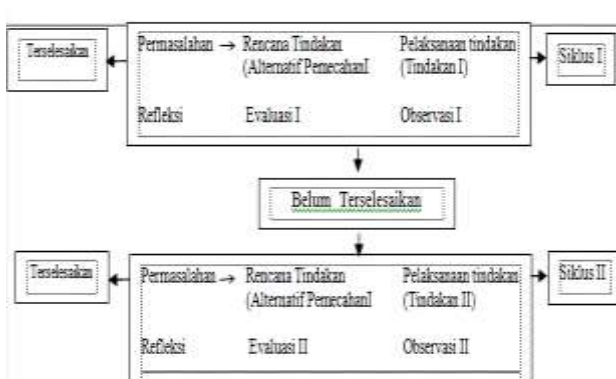 Terselesaikan
Permasalahan → Rencana Tindakan Pelaksanaan tindakan
(Alternatif PemecahanI (Tindakan I)
Refleksi Evaluasi I Observasi I
Siklus I
Belum Terselesaikan
Terselesaikan
Permasalahan → Rencana Tindakan Pelaksanaan tindakan
(Alternatif PemecahanI (Tindakan II)
Refleksi Evaluasi II Observasi II
Siklus II